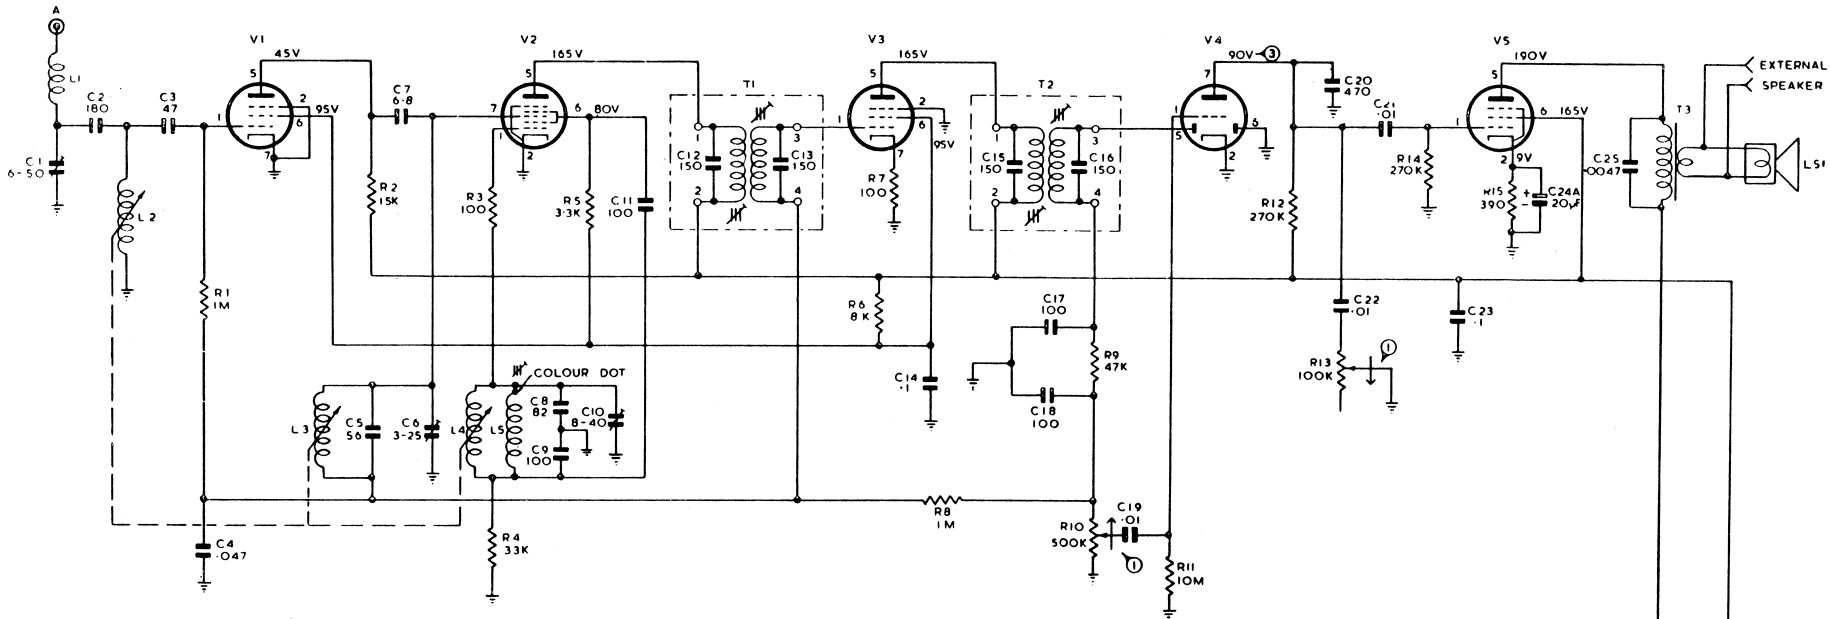 A
L1
C1
6-50
C2
180
C3
47
L2
R1
1M
C4
.047
V1
45V
5
2
6
95V
1
7
R2
15K
C7
6·8
L3
C5
56
C6
3-25
V2
165V
5
7
6
80V
1
2
R3
100
R5
3·3K
C11
100
COLOUR DOT
L4
L5
C8
82
C9
100
C10
8-40
R4
33K
T1
1
3
C12
150
C13
150
2
4
V3
165V
5
2
6
95V
1
7
R7
100
R6
8K
C14
.1
R8
1M
T2
1
3
C15
150
C16
150
2
4
C17
100
C18
100
R9
47K
R10
500K
C19
.01
1
R11
10M
V4
90V
3
7
1
5
6
2
C20
470
R12
270K
C21
.01
R14
270K
C22
.01
R13
100K
1
V5
190V
5
6
165V
1
2
9V
R15
390
+
-
C24A
20µF
C23
.1
C25
.0047
T3
EXTERNAL
SPEAKER
LS1